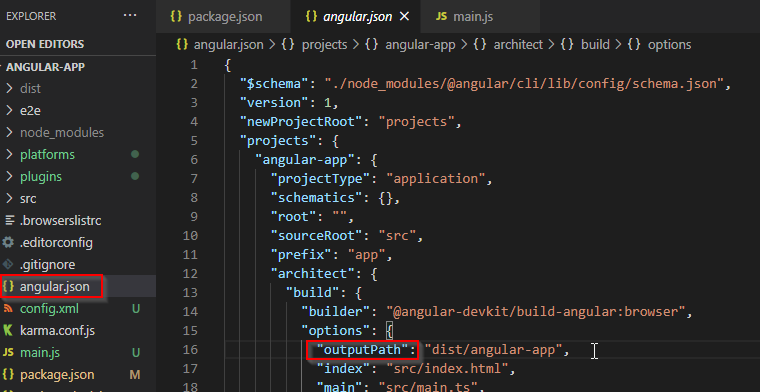 EXPLORER
OPEN EDITORS
ANGULAR-APP
dist
e2e
node_modules
platforms
plugins
src
.browserslistrc
.editorconfig
.gitignore
angular.json
config.xml U
karma.conf.js
main.js U
package.json M
package.json
angular.json
main.js
angular.json > projects > angular-app > architect > build > options
1 {
2 "$schema": "./node_modules/@angular/cli/lib/config/schema.json",
3 "version": 1,
4 "newProjectRoot": "projects",
5 "projects": {
6 "angular-app": {
7 "projectType": "application",
8 "schematics": {},
9 "root": "",
10 "sourceRoot": "src",
11 "prefix": "app",
12 "architect": {
13 "build": {
14 "builder": "@angular-devkit/build-angular:browser",
15 "options": {
16 "outputPath": "dist/angular-app",
17 "index": "src/index.html",
18 "main": "src/main.ts",